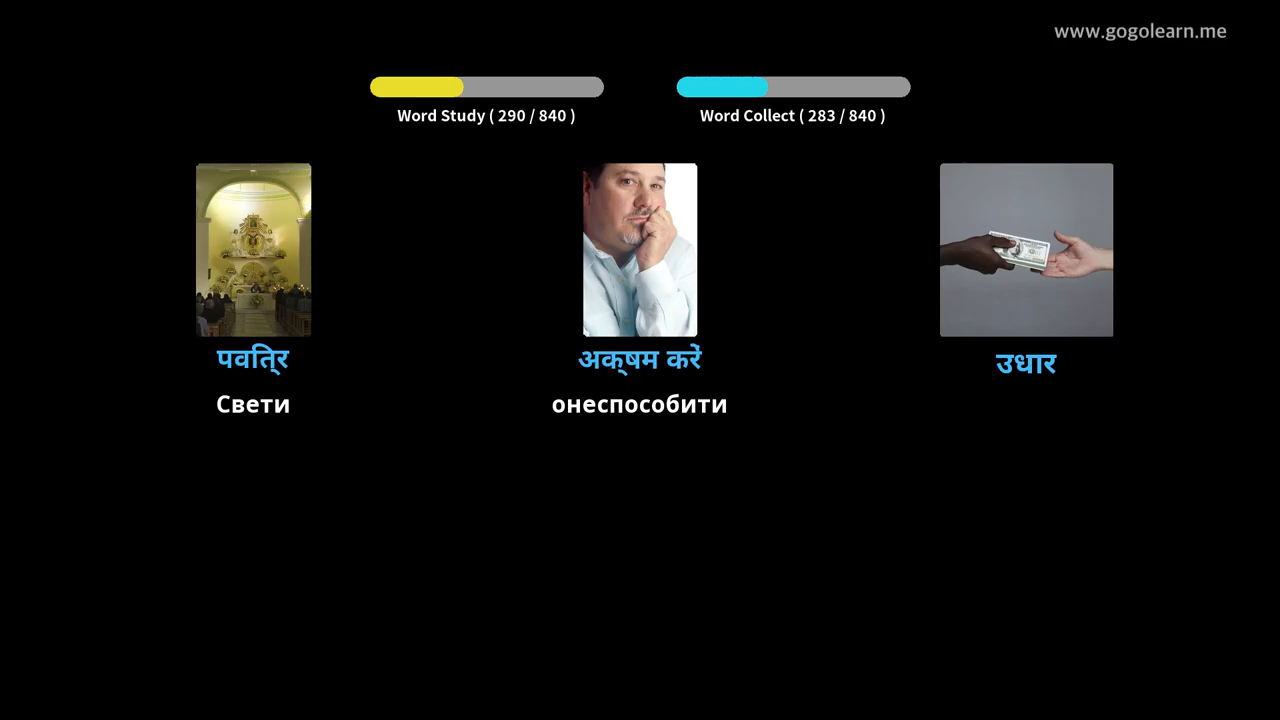 www.gogolearn.me
Word Study ( 290 / 840 )
Word Collect ( 283 / 840 )
पवित्र
Свети
अक्षम करें
онеспособити
उधार